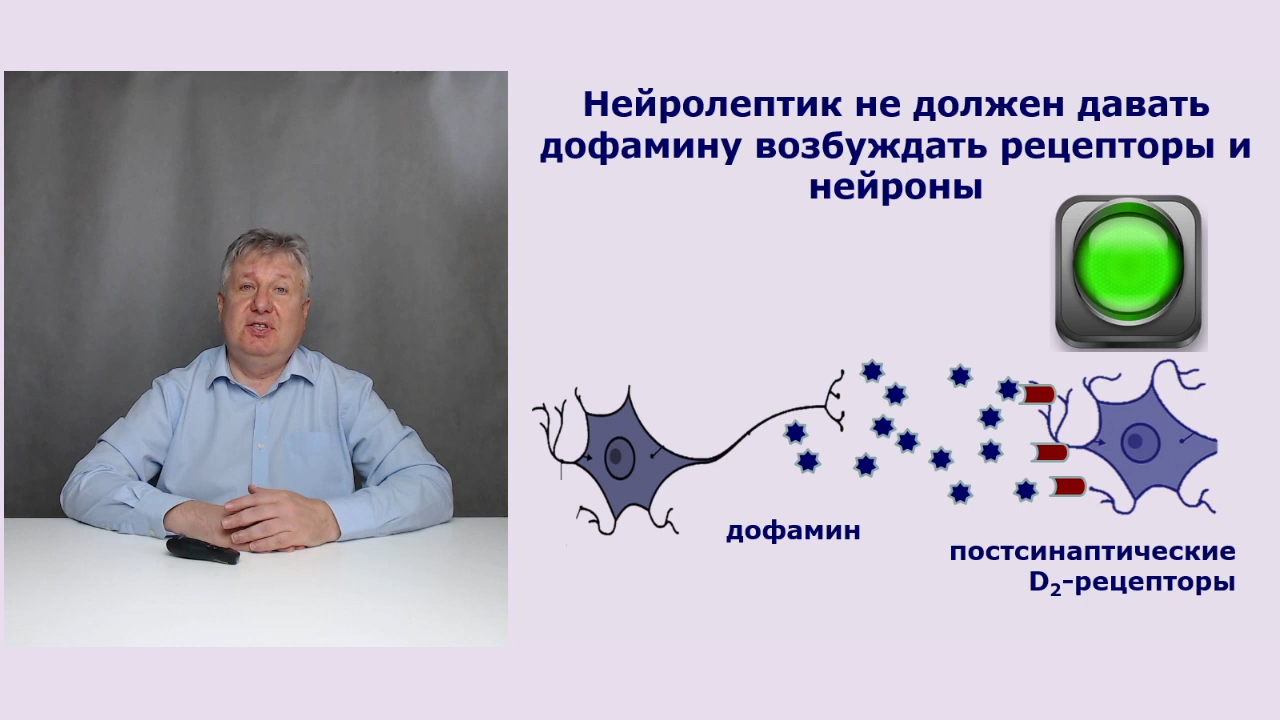 Нейролептик не должен давать
дофамину возбуждать рецепторы и
нейроны
дофамин
постсинаптические
D₂-рецепторы